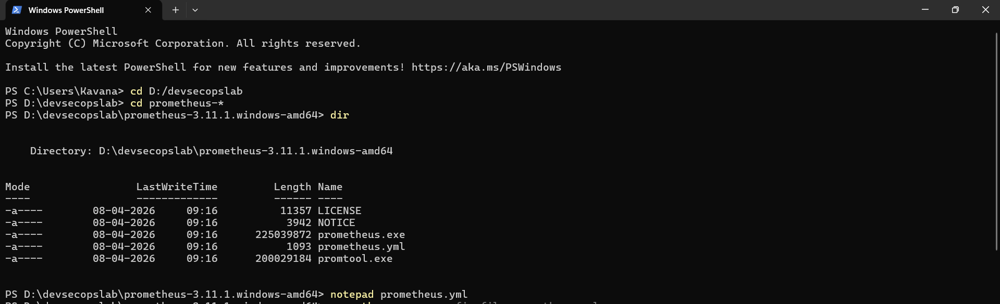 Windows PowerShell
Windows PowerShell
Copyright (C) Microsoft Corporation. All rights reserved.
Install the latest PowerShell for new features and improvements! https://aka.ms/PSWindows
PS C:\Users\Kavana> cd D:/devsecopslab
PS D:\devsecopslab> cd prometheus-*
PS D:\devsecopslab\prometheus-3.11.1.windows-amd64> dir
Directory: D:\devsecopslab\prometheus-3.11.1.windows-amd64
Mode                 LastWriteTime         Length Name
----                 -------------         ------ ----
-a----        08-04-2026     09:16          11357 LICENSE
-a----        08-04-2026     09:16           3942 NOTICE
-a----        08-04-2026     09:16      225039872 prometheus.exe
-a----        08-04-2026     09:16           1093 prometheus.yml
-a----        08-04-2026     09:16      200029184 promtool.exe
PS D:\devsecopslab\prometheus-3.11.1.windows-amd64> notepad prometheus.yml